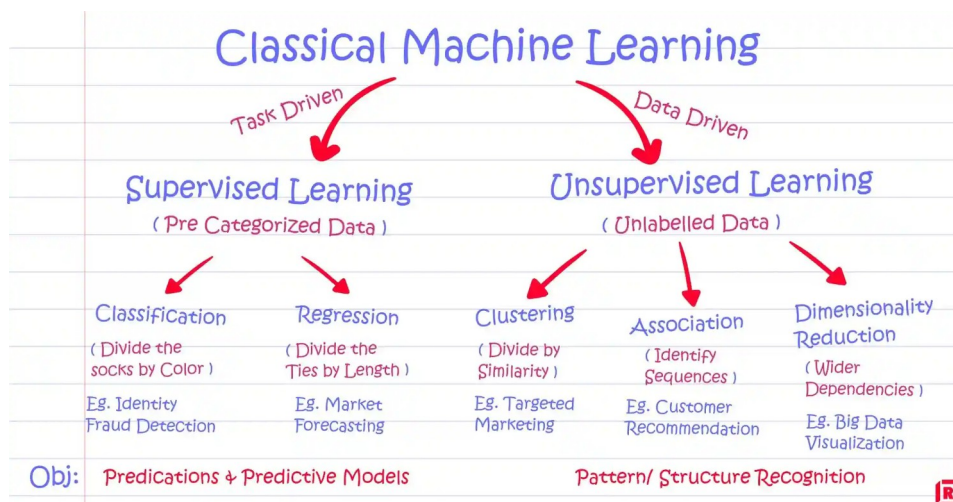 Classical Machine Learning
Task Driven
Data Driven
Supervised Learning
( Pre Categorized Data )
Unsupervised Learning
( Unlabelled Data )
Classification
( Divide the
socks by Color )
Eg. Identity
Fraud Detection
Regression
( Divide the
Ties by Length )
Eg. Market
Forecasting
Clustering
( Divide by
Similarity )
Eg. Targeted
Marketing
Association
( Identify
Sequences )
Eg. Customer
Recommendation
Dimensionality
Reduction
( Wider
Dependencies )
Eg. Big Data
Visualization
Obj: Predications & Predictive Models
Pattern/ Structure Recognition
R